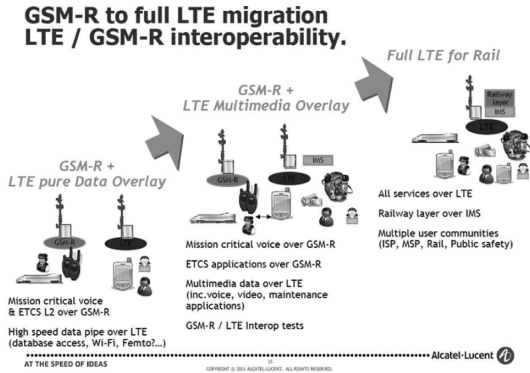 GSM-R to full LTE migration
LTE / GSM-R interoperability.
Full LTE for Rail
Railway
layer
IMS
LTE
GSM-R +
LTE Multimedia Overlay
GSM-R
LTE
IMS
GSM-R +
LTE pure Data Overlay
GSM-R
LTE
All services over LTE
Railway layer over IMS
Multiple user communities
(ISP, MSP, Rail, Public safety)
Mission critical voice over GSM-R
ETCS applications over GSM-R
Multimedia data over LTE
(inc.voice, video, maintenance
applications)
GSM-R / LTE Interop tests
Mission critical voice
& ETCS L2 over GSM-R
High speed data pipe over LTE
(database access, Wi-Fi, Femto?...)
Alcatel·Lucent
AT THE SPEED OF IDEAS
COPYRIGHT © 2011 ALCATEL-LUCENT. ALL RIGHTS RESERVED.